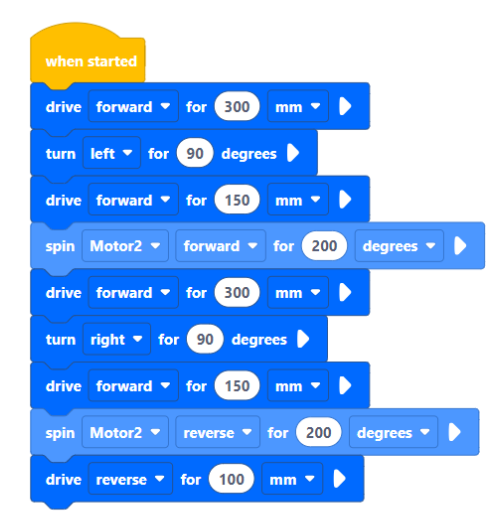 when started
drive forward for 300 mm
turn left for 90 degrees
drive forward for 150 mm
spin Motor2 forward for 200 degrees
drive forward for 300 mm
turn right for 90 degrees
drive forward for 150 mm
spin Motor2 reverse for 200 degrees
drive reverse for 100 mm